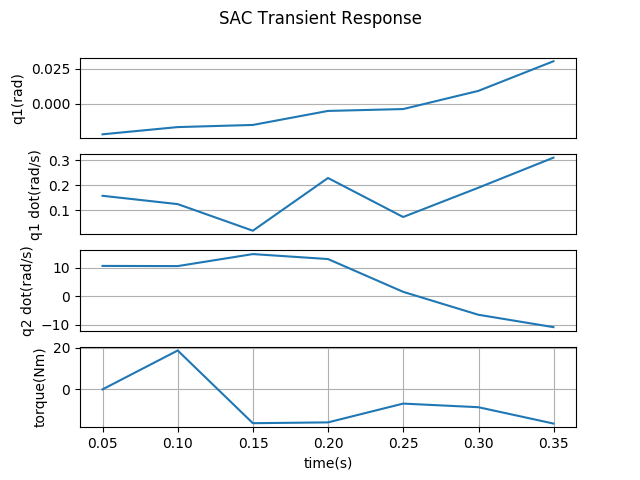 SAC Transient Response
q1(rad)
0.025
0.000
q1 dot(rad/s)
0.3
0.2
0.1
q2 dot(rad/s)
10
0
−10
torque(Nm)
20
0
0.05 0.10 0.15 0.20 0.25 0.30 0.35
time(s)